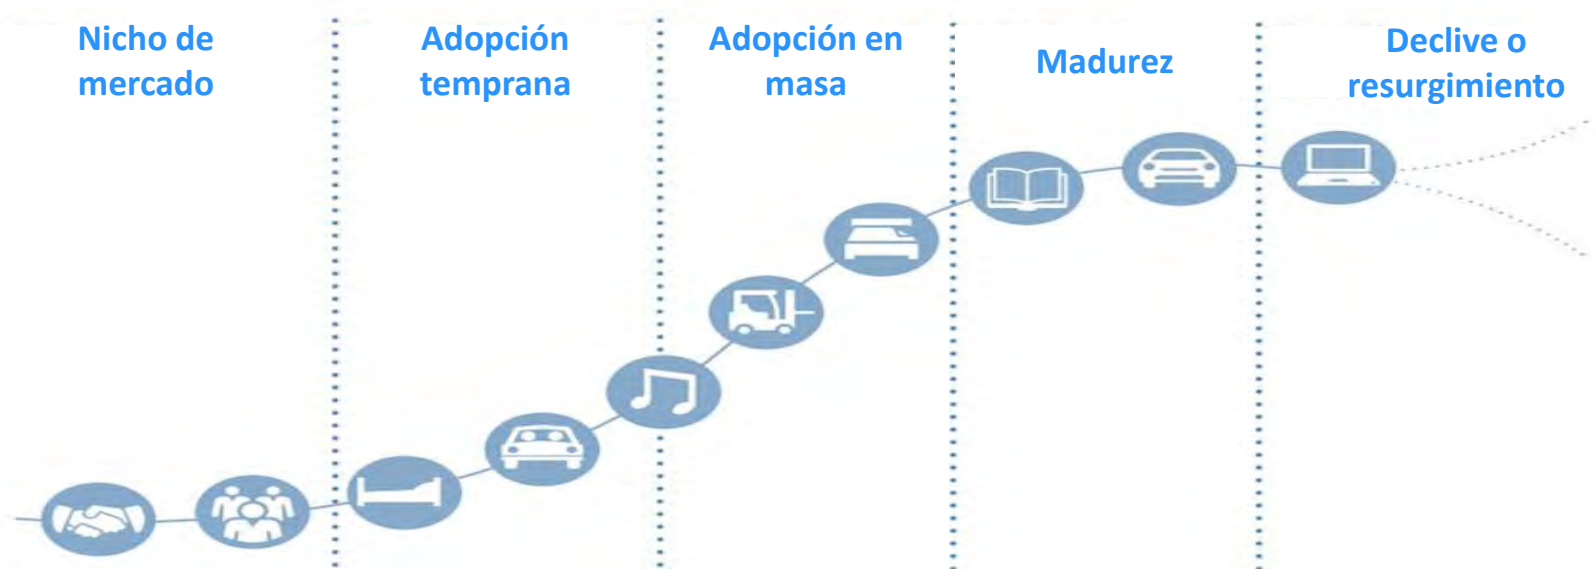 Nicho de
mercado
Adopción
temprana
Adopción en
masa
Madurez
Declive o
resurgimiento